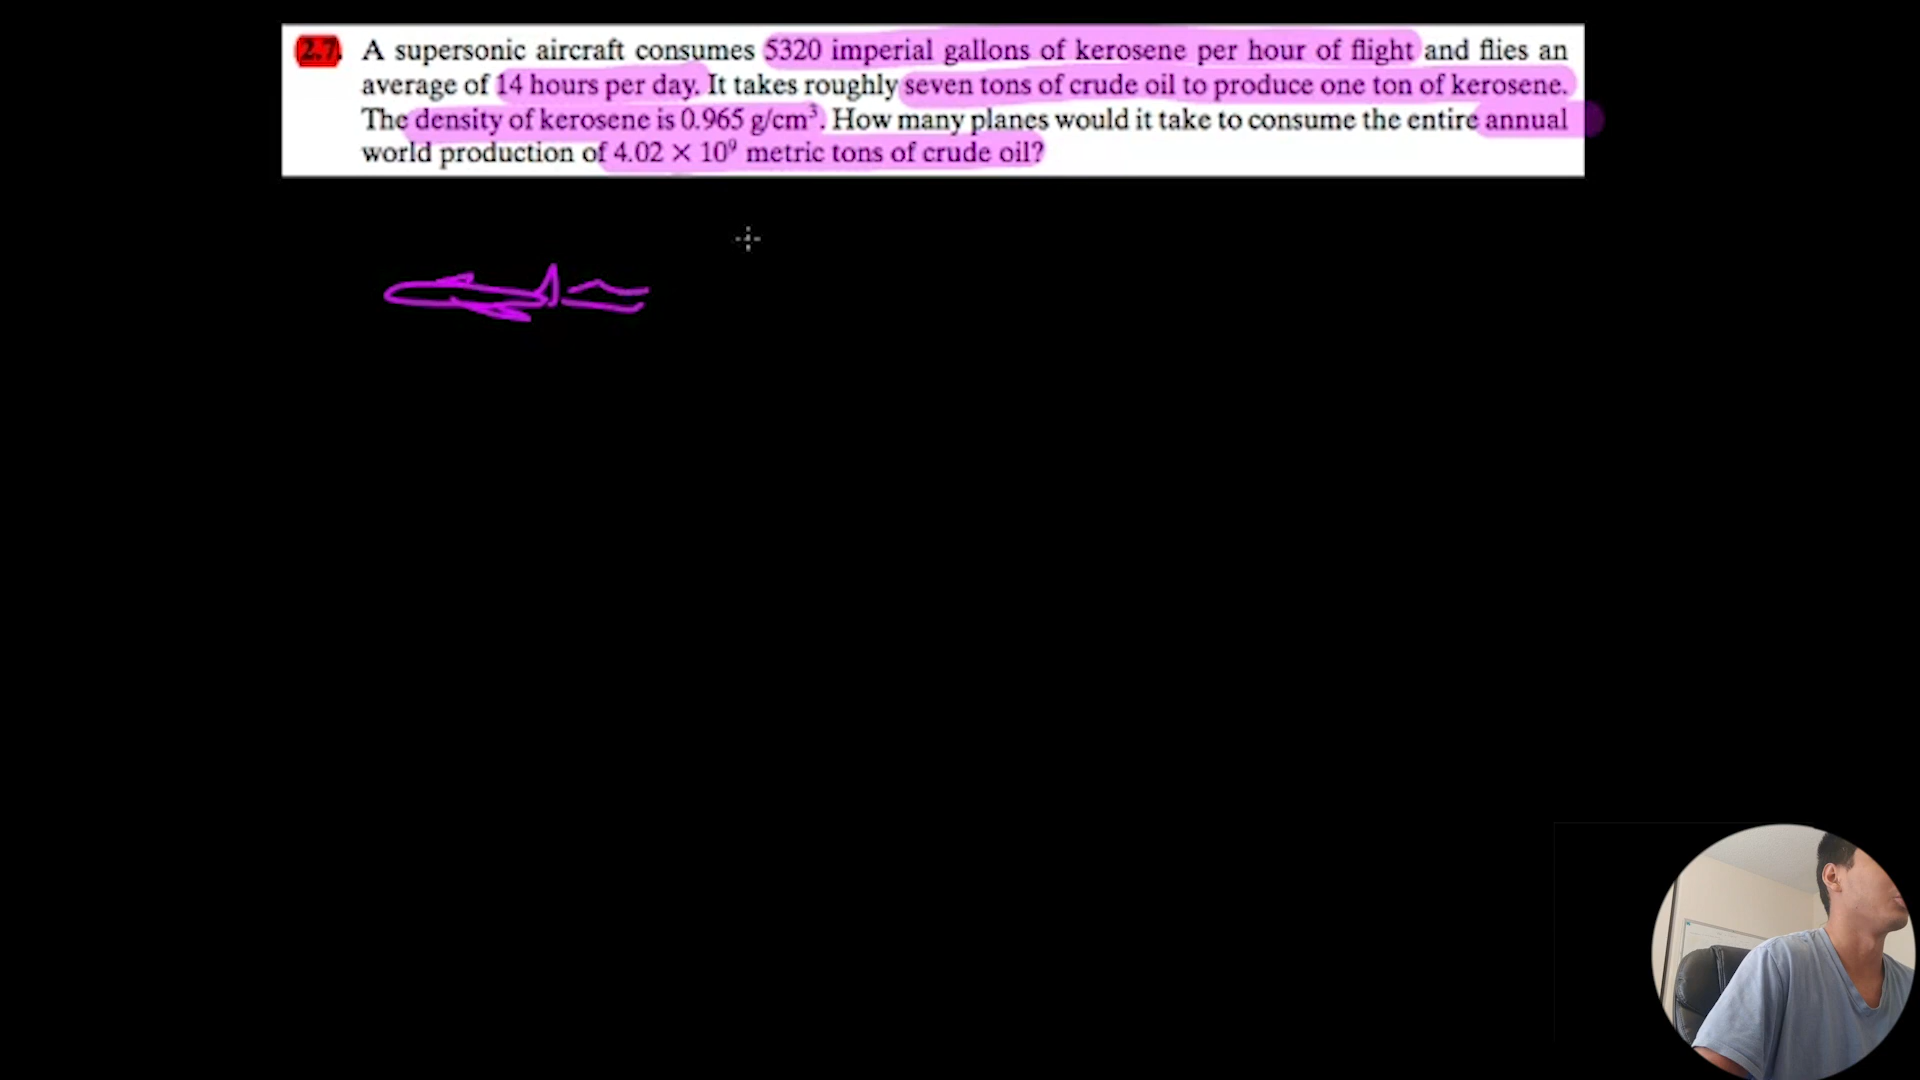 2.7. A supersonic aircraft consumes 5320 imperial gallons of kerosene per hour of flight and flies an
average of 14 hours per day. It takes roughly seven tons of crude oil to produce one ton of kerosene.
The density of kerosene is 0.965 g/cm³. How many planes would it take to consume the entire annual
world production of 4.02 × 10⁹ metric tons of crude oil?